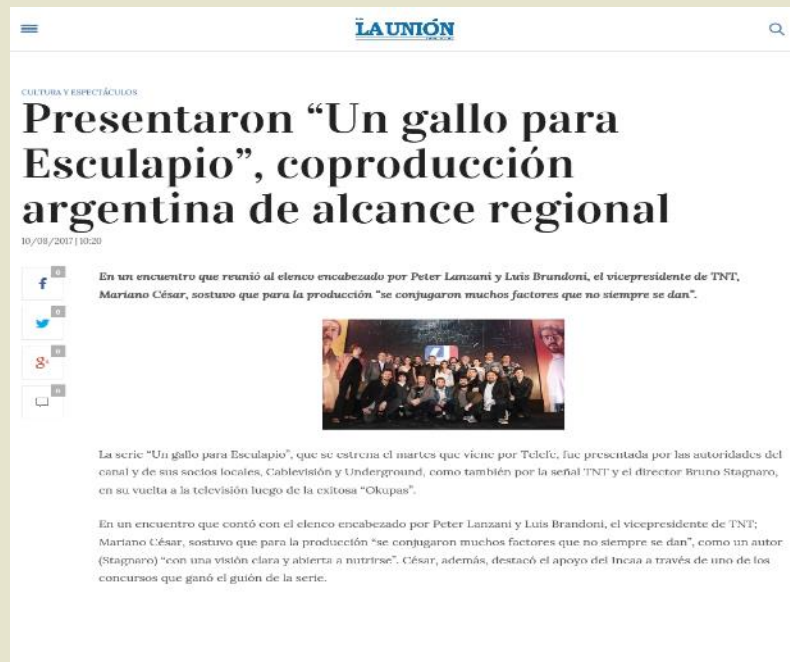 LA UNIÓN
CULTURA Y ESPECTÁCULOS
Presentaron “Un gallo para
Esculapio”, coproducción
argentina de alcance regional
10/08/2017 | 10:20
0
0
0
0
En un encuentro que reunió al elenco encabezado por Peter Lanzani y Luis Brandoni, el vicepresidente de TNT,
Mariano César, sostuvo que para la producción “se conjugaron muchos factores que no siempre se dan”.
La serie “Un gallo para Esculapio”, que se estrena el martes que viene por Telefe, fue presentada por las autoridades del
canal y de sus socios locales, Cablevisión y Underground, como también por la señal TNT y el director Bruno Stagnaro,
en su vuelta a la televisión luego de la exitosa “Okupas”.
En un encuentro que contó con el elenco encabezado por Peter Lanzani y Luis Brandoni, el vicepresidente de TNT;
Mariano César, sostuvo que para la producción “se conjugaron muchos factores que no siempre se dan”, como un autor
(Stagnaro) “con una visión clara y abierta a nutrirse”. César, además, destacó el apoyo del Incaa a través de uno de los
concursos que ganó el guión de la serie.